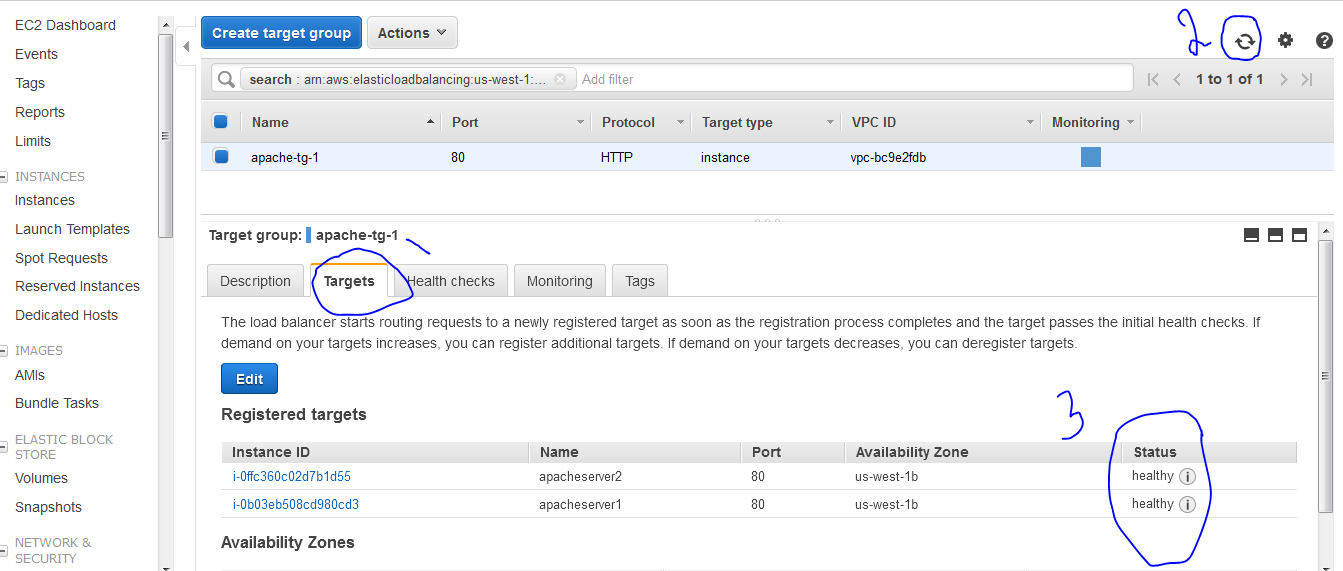 EC2 Dashboard
Events
Tags
Reports
Limits
INSTANCES
Instances
Launch Templates
Spot Requests
Reserved Instances
Dedicated Hosts
IMAGES
AMIs
Bundle Tasks
ELASTIC BLOCK
STORE
Volumes
Snapshots
NETWORK &
SECURITY
Create target group Actions
2
search : arn:aws:elasticloadbalancing:us-west-1:... Add filter 1 to 1 of 1
Name Port Protocol Target type VPC ID Monitoring
apache-tg-1 80 HTTP instance vpc-bc9e2fdb
Target group: apache-tg-1
Description Targets Health checks Monitoring Tags
The load balancer starts routing requests to a newly registered target as soon as the registration process completes and the target passes the initial health checks. If
demand on your targets increases, you can register additional targets. If demand on your targets decreases, you can deregister targets.
Edit
3
Registered targets
Instance ID Name Port Availability Zone Status
i-0ffc360c02d7b1d55 apacheserver2 80 us-west-1b healthy
i-0b03eb508cd980cd3 apacheserver1 80 us-west-1b healthy
Availability Zones